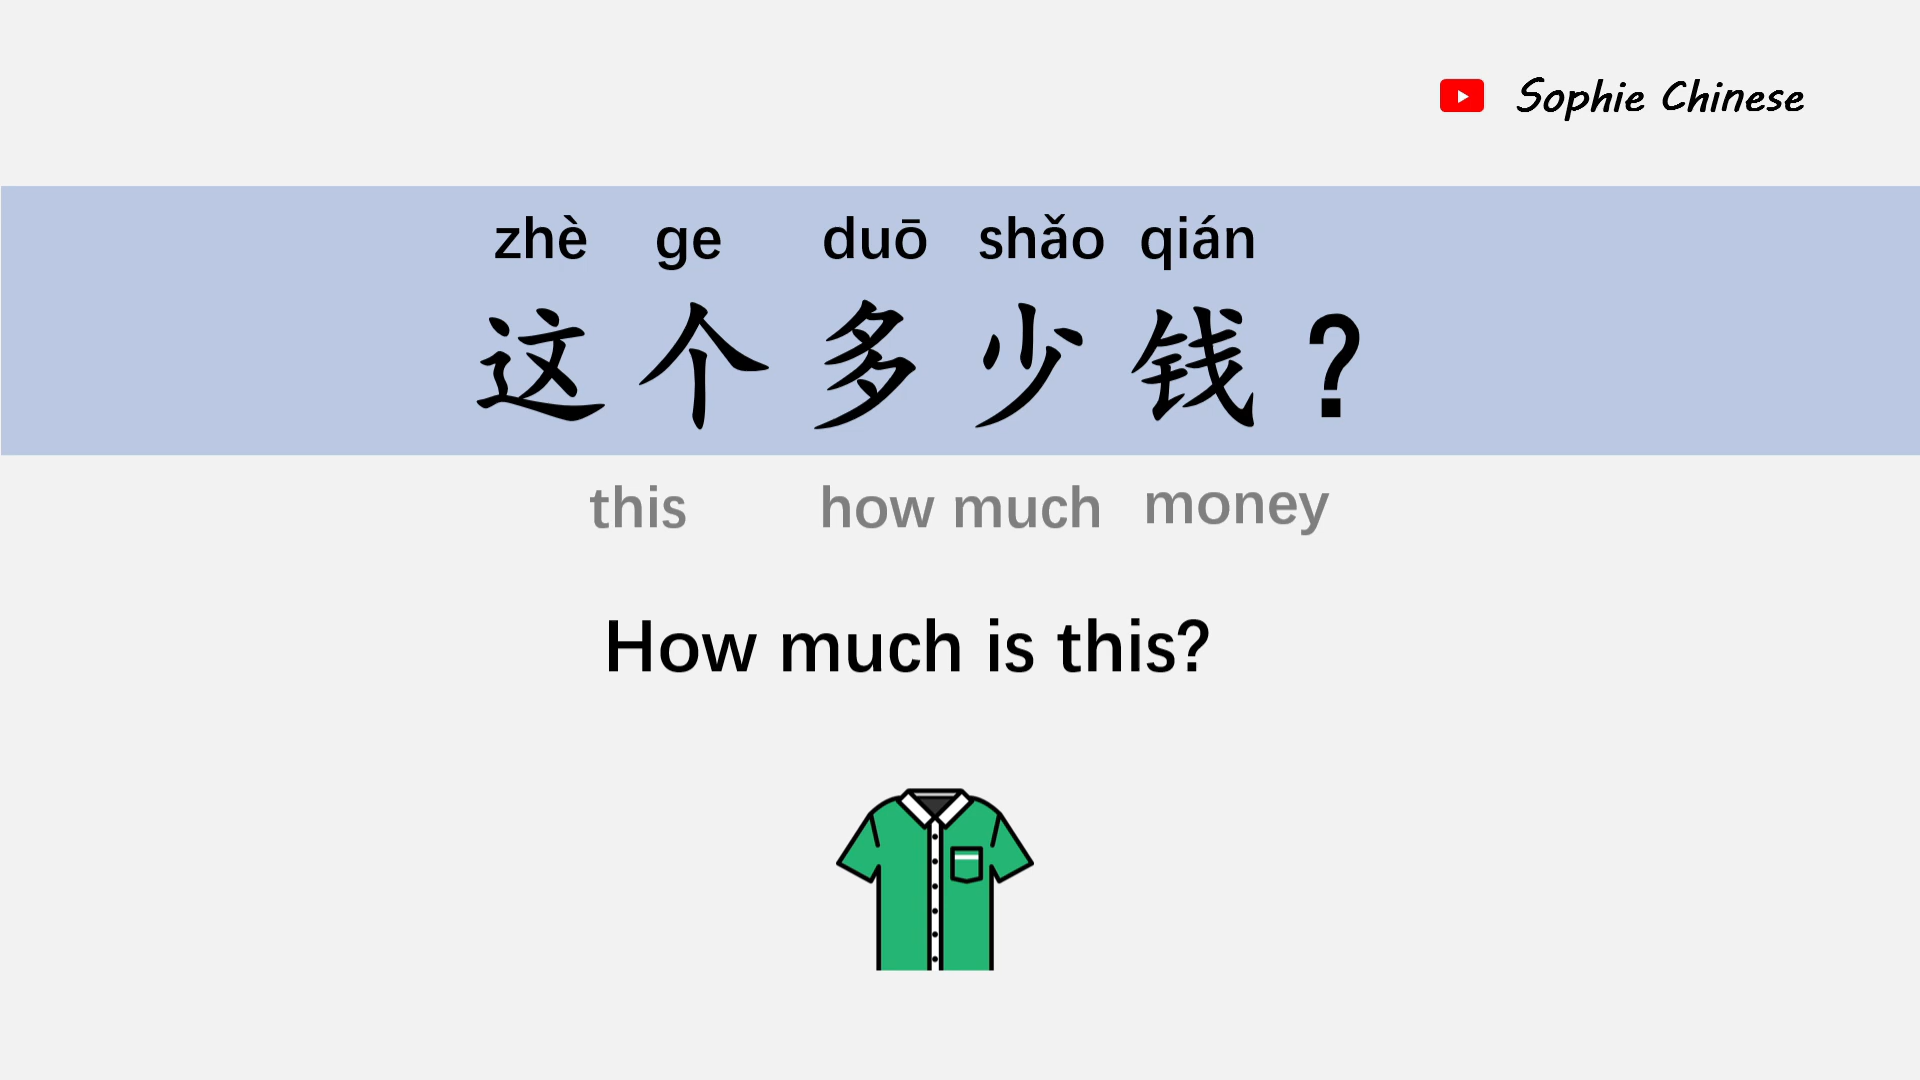 Sophie Chinese
zhè ge duō shǎo qián
这个多少钱？
this how much money
How much is this?